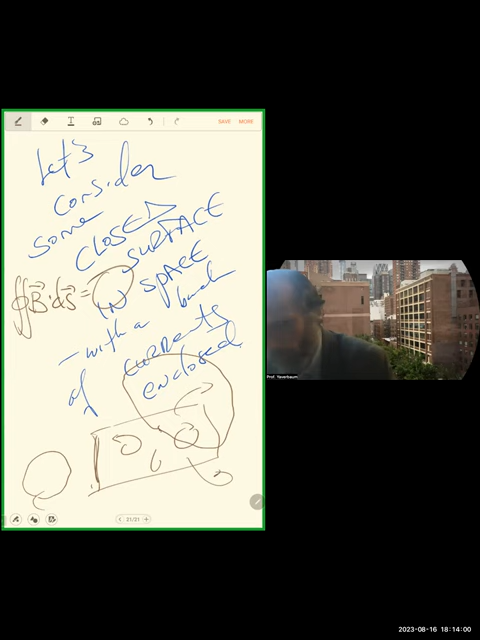 SAVE MORE
Let's
consider
some
CLOSED
SURFACE
IN SPACE
∯B⃗·dS⃗=
- with a bunch
of currents
enclosed
21/21
Prof. Yaverbaum
2023-08-16 18:14:00